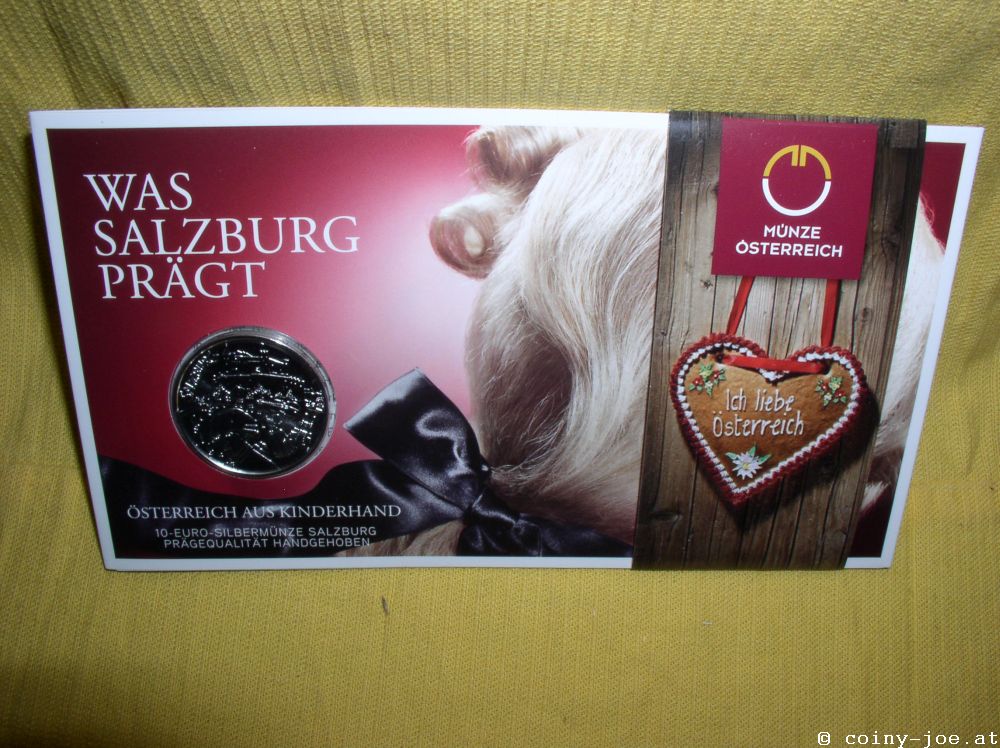 WAS
SALZBURG
PRÄGT
ÖSTERREICH AUS KINDERHAND
10-EURO-SILBERMÜNZE SALZBURG
PRÄGEQUALITÄT HANDGEHOBEN
MÜNZE
ÖSTERREICH
Ich liebe
Österreich
© coiny-joe.at